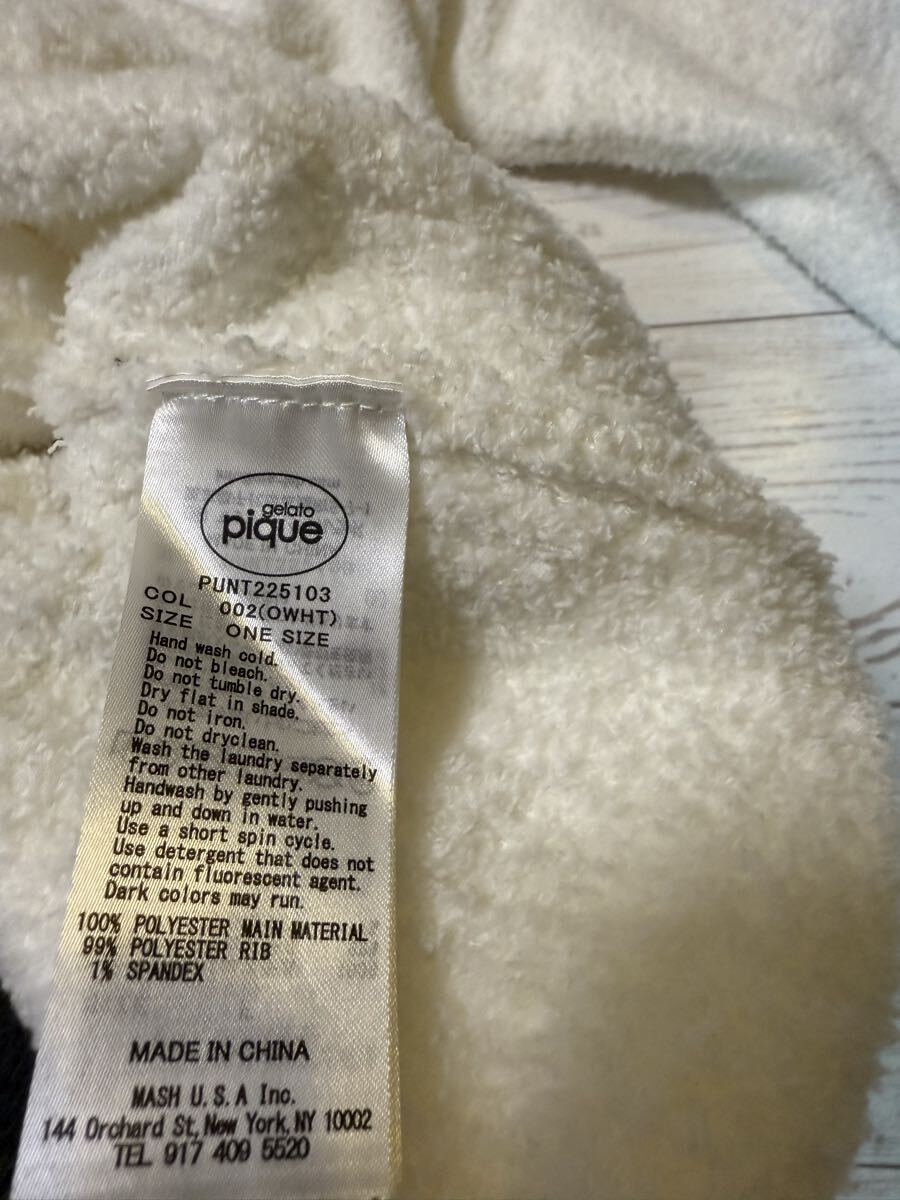 gelato
pique
PUNT225103
COL 002(OWHT)
SIZE ONE SIZE
Hand wash cold.
Do not bleach.
Do not tumble dry.
Dry flat in shade.
Do not iron.
Do not dryclean.
Wash the laundry separately
from other laundry.
Handwash by gently pushing
up and down in water.
Use a short spin cycle.
Use detergent that does not
contain fluorescent agent.
Dark colors may run.
100% POLYESTER MAIN MATERIAL
99% POLYESTER RIB
1% SPANDEX
MADE IN CHINA
MASH U.S.A Inc.
144 Orchard St, New York, NY 10002
TEL 917 409 5520